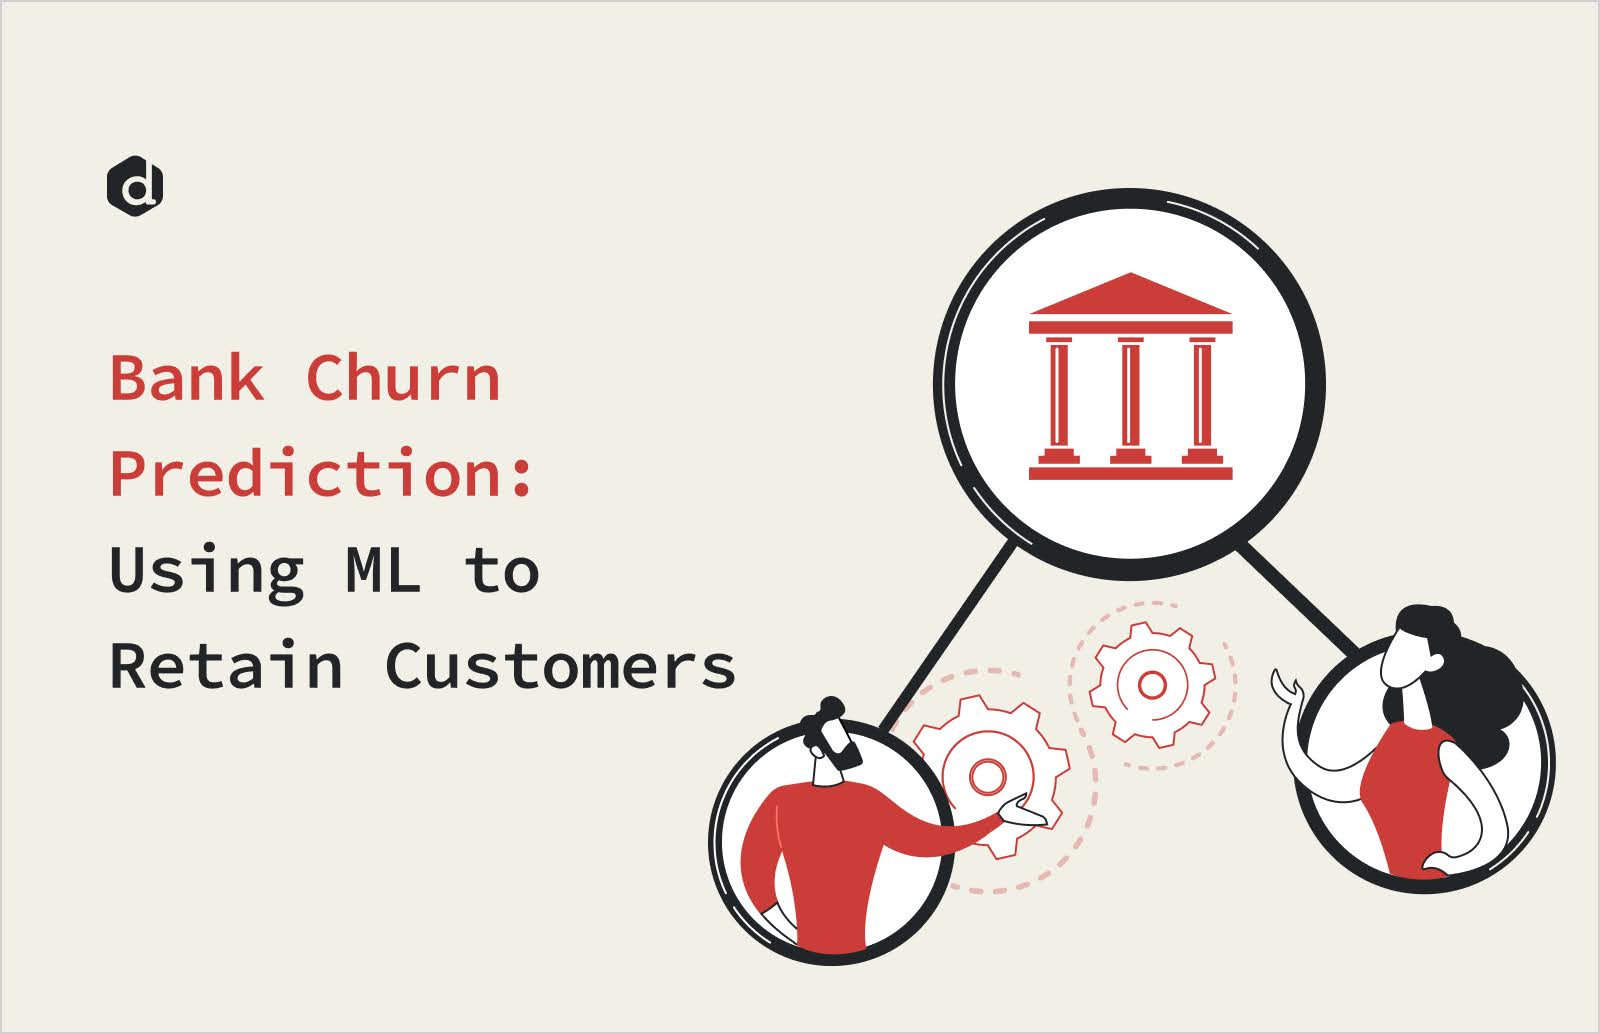 d
Bank Churn
Prediction:
Using ML to
Retain Customers